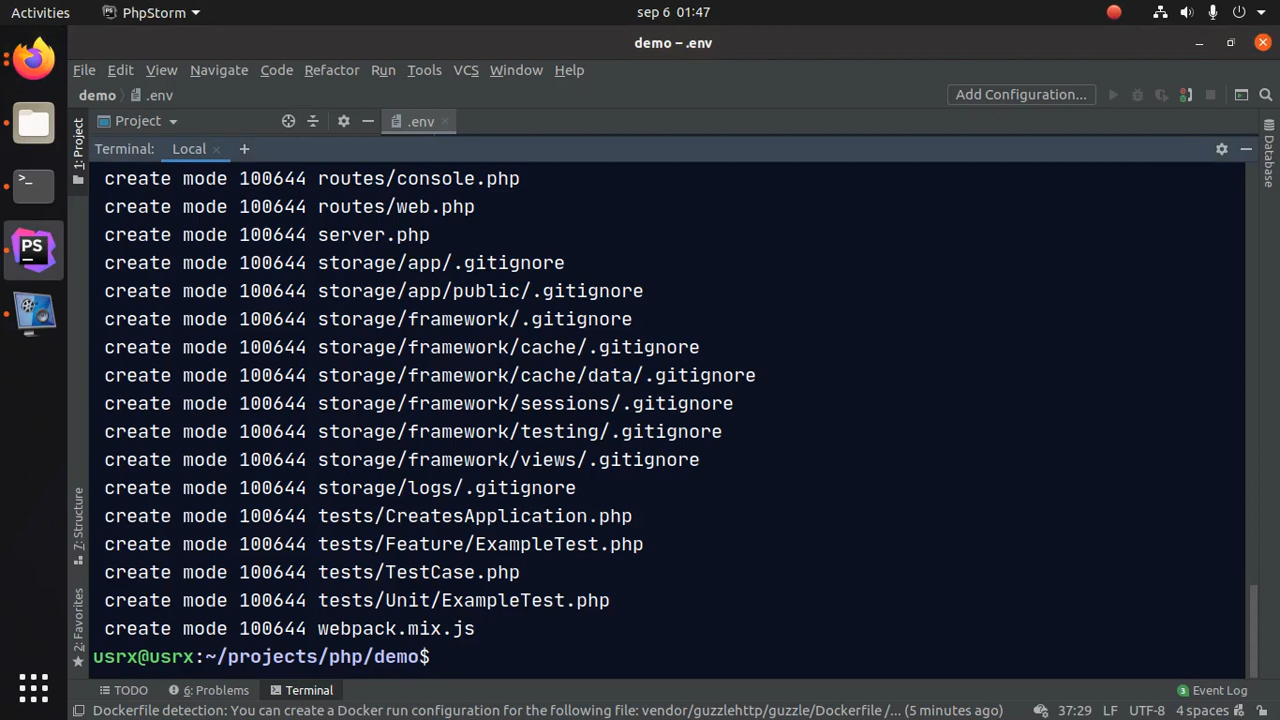 Activities PhpStorm sep 6 01:47
demo – .env
File Edit View Navigate Code Refactor Run Tools VCS Window Help
demo .env Add Configuration...
1: Project
Project .env
Database
Terminal: Local +
create mode 100644 routes/console.php
create mode 100644 routes/web.php
create mode 100644 server.php
create mode 100644 storage/app/.gitignore
create mode 100644 storage/app/public/.gitignore
create mode 100644 storage/framework/.gitignore
create mode 100644 storage/framework/cache/.gitignore
create mode 100644 storage/framework/cache/data/.gitignore
create mode 100644 storage/framework/sessions/.gitignore
create mode 100644 storage/framework/testing/.gitignore
create mode 100644 storage/framework/views/.gitignore
create mode 100644 storage/logs/.gitignore
create mode 100644 tests/CreatesApplication.php
create mode 100644 tests/Feature/ExampleTest.php
create mode 100644 tests/TestCase.php
create mode 100644 tests/Unit/ExampleTest.php
create mode 100644 webpack.mix.js
usrx@usrx:~/projects/php/demo$
PS
7: Structure
2: Favorites
TODO 6: Problems Terminal 3 Event Log
Dockerfile detection: You can create a Docker run configuration for the following file: vendor/guzzlehttp/guzzle/Dockerfile /... (5 minutes ago) 37:29 LF UTF-8 4 spaces